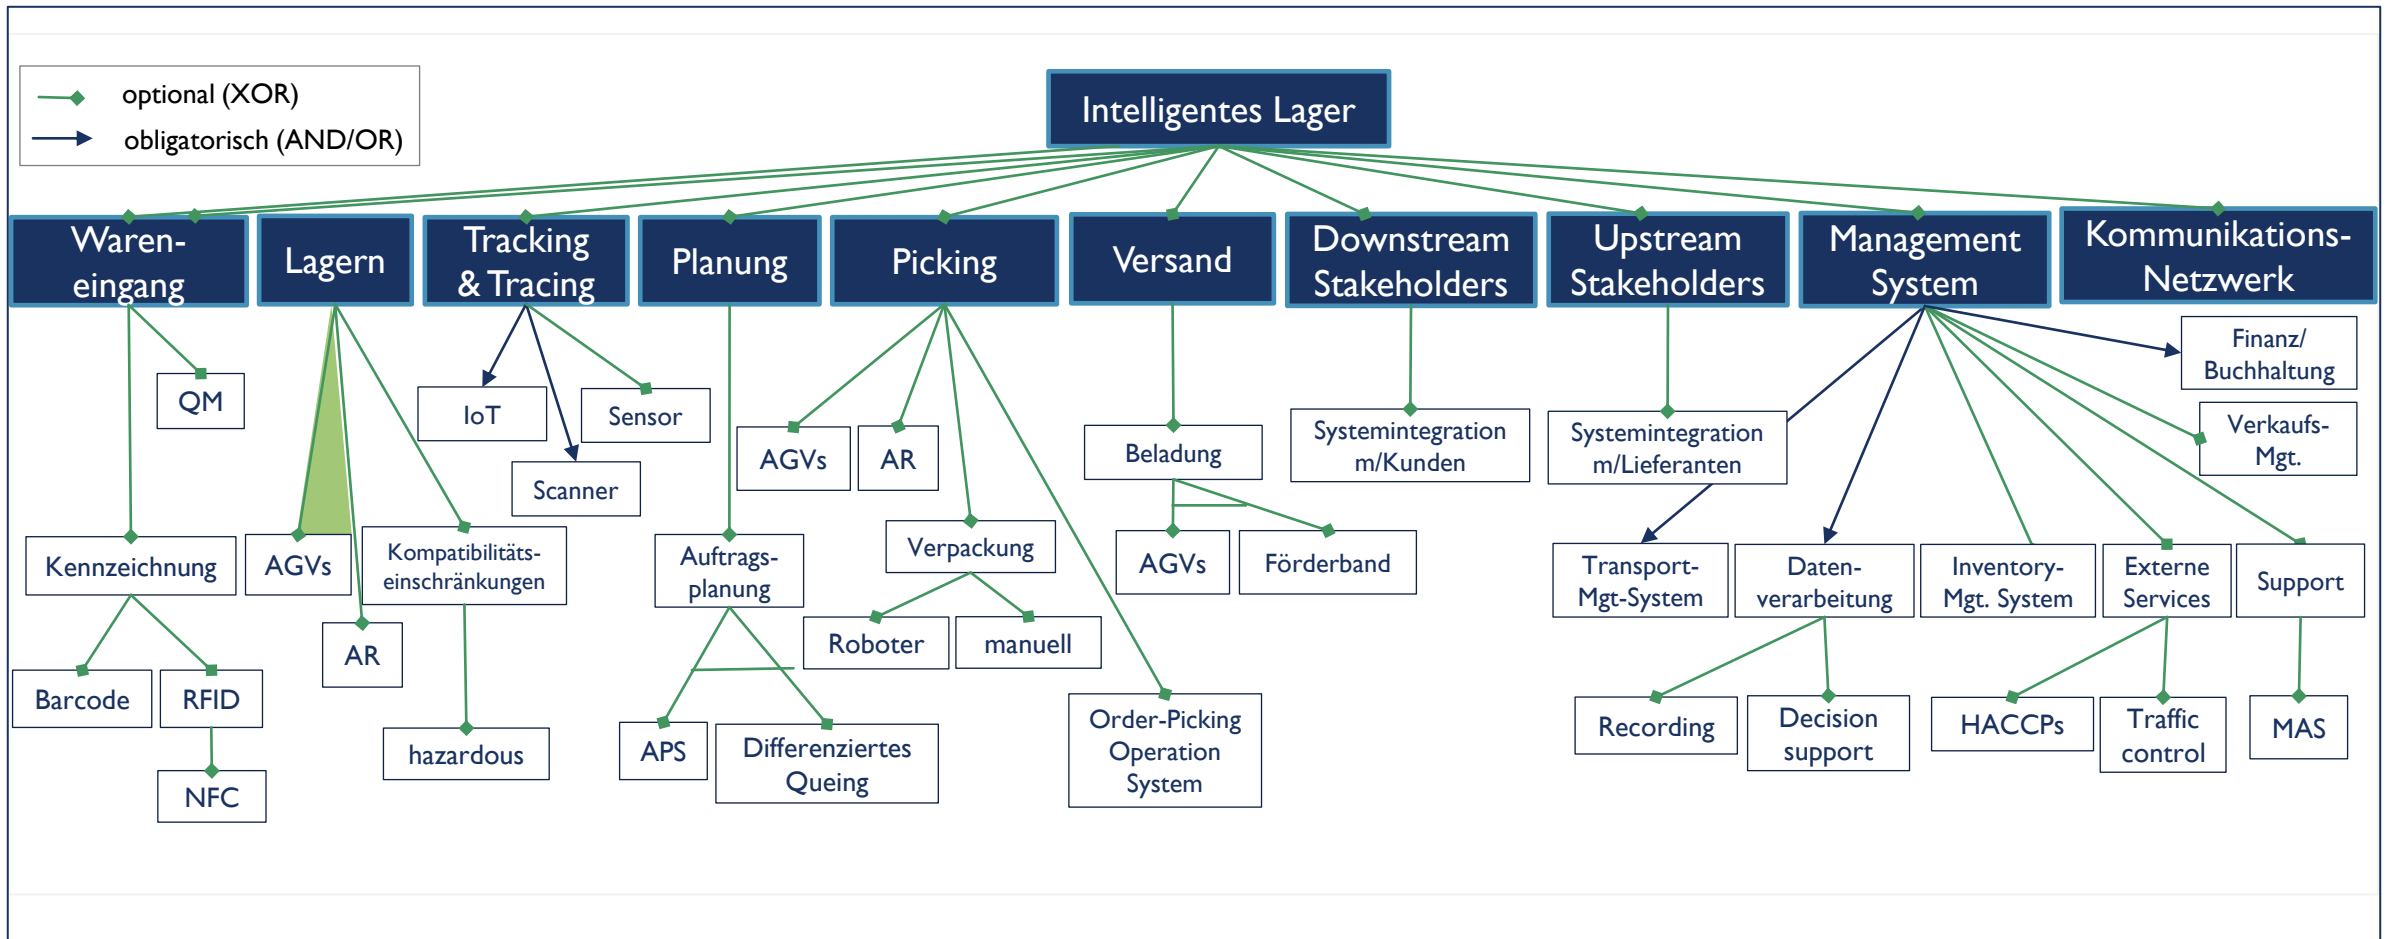 optional (XOR)
obligatorisch (AND/OR)
Intelligentes Lager
Waren-
eingang
Lagern
Tracking
& Tracing
Planung
Picking
Versand
Downstream
Stakeholders
Upstream
Stakeholders
Management
System
Kommunikations-
Netzwerk
QM
Kennzeichnung
Barcode
RFID
NFC
AGVs
AR
Kompatibilitäts-
einschränkungen
hazardous
IoT
Sensor
Scanner
Auftrags-
planung
APS
Differenziertes
Queing
AGVs
AR
Verpackung
Roboter
manuell
Order-Picking
Operation
System
Beladung
AGVs
Förderband
Systemintegration
m/Kunden
Systemintegration
m/Lieferanten
Finanz/
Buchhaltung
Verkaufs-
Mgt.
Transport-
Mgt-System
Daten-
verarbeitung
Inventory-
Mgt. System
Externe
Services
Support
Recording
Decision
support
HACCPs
Traffic
control
MAS